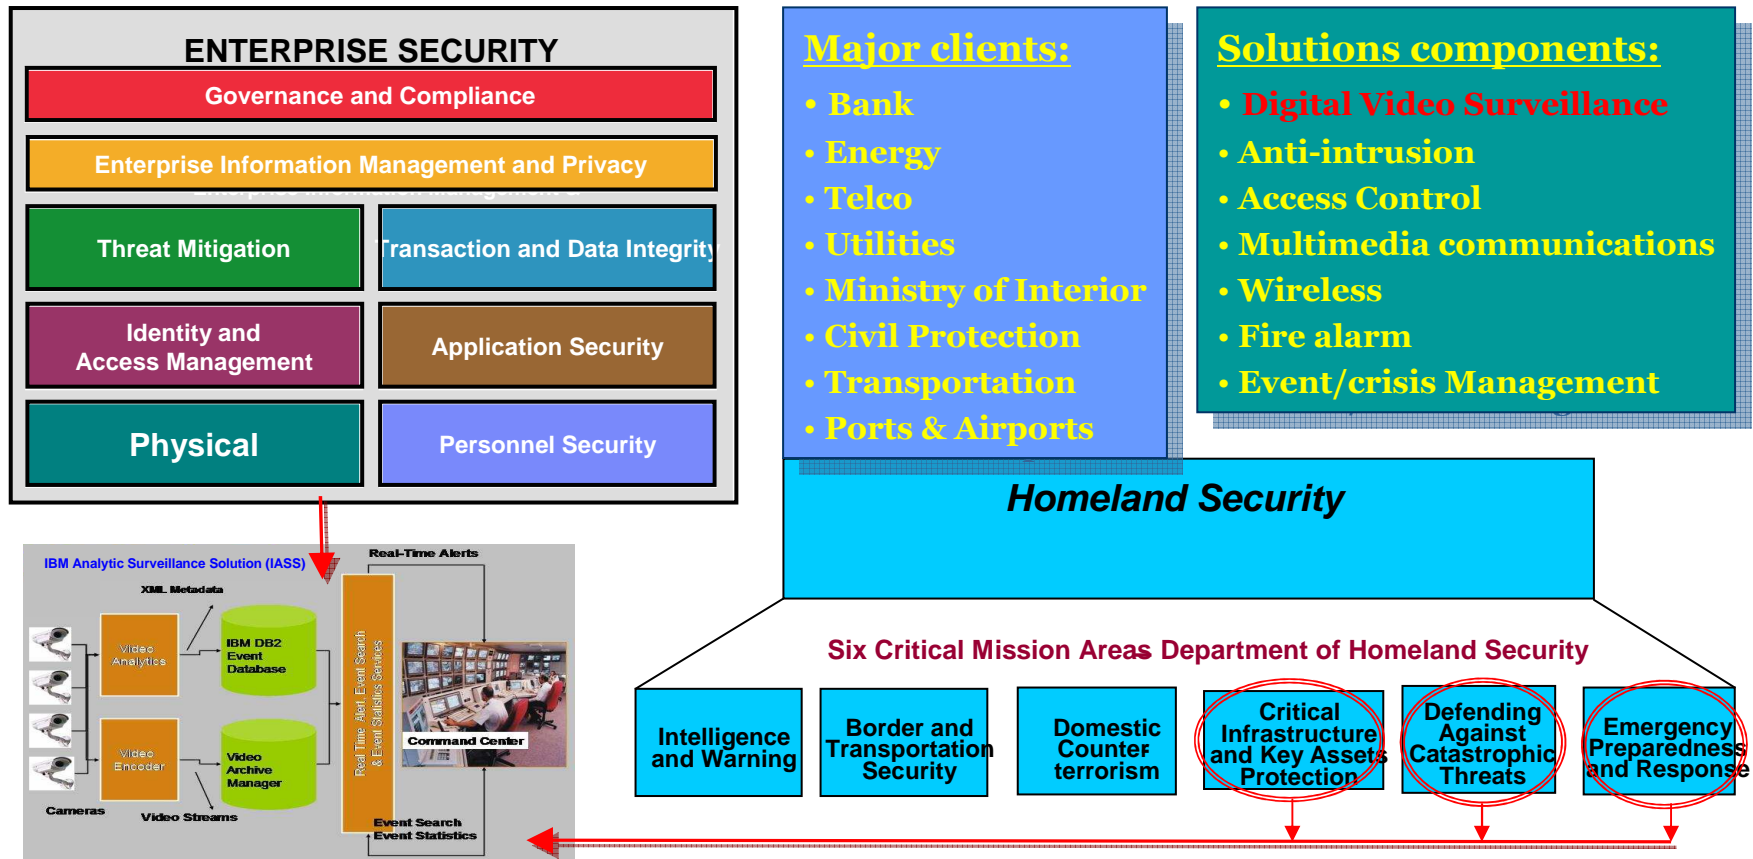 ENTERPRISE SECURITY
Governance and Compliance
Enterprise Information Management and Privacy
Threat Mitigation
Transaction and Data Integrity
Identity and
Access Management
Application Security
Physical
Personnel Security
Major clients:
• Bank
• Energy
• Telco
• Utilities
• Ministry of Interior
• Civil Protection
• Transportation
• Ports & Airports
Solutions components:
• Digital Video Surveillance
• Anti-intrusion
• Access Control
• Multimedia communications
• Wireless
• Fire alarm
• Event/crisis Management
Homeland Security
Six Critical Mission Areas Department of Homeland Security
Intelligence
and Warning
Border and
Transportation
Security
Domestic
Counter-
terrorism
Critical
Infrastructure
and Key Assets
Protection
Defending
Against
Catastrophic
Threats
Emergency
Preparedness
and Response
IBM Analytic Surveillance Solution (IASS)
Real-Time Alerts
XML Metadata
Video
Analytics
IBM DB2
Event
Database
Real Time Alert, Event Search
& Event Statistics Services
Command Center
Video
Encoder
Video
Archive
Manager
Cameras
Video Streams
Event Search
Event Statistics